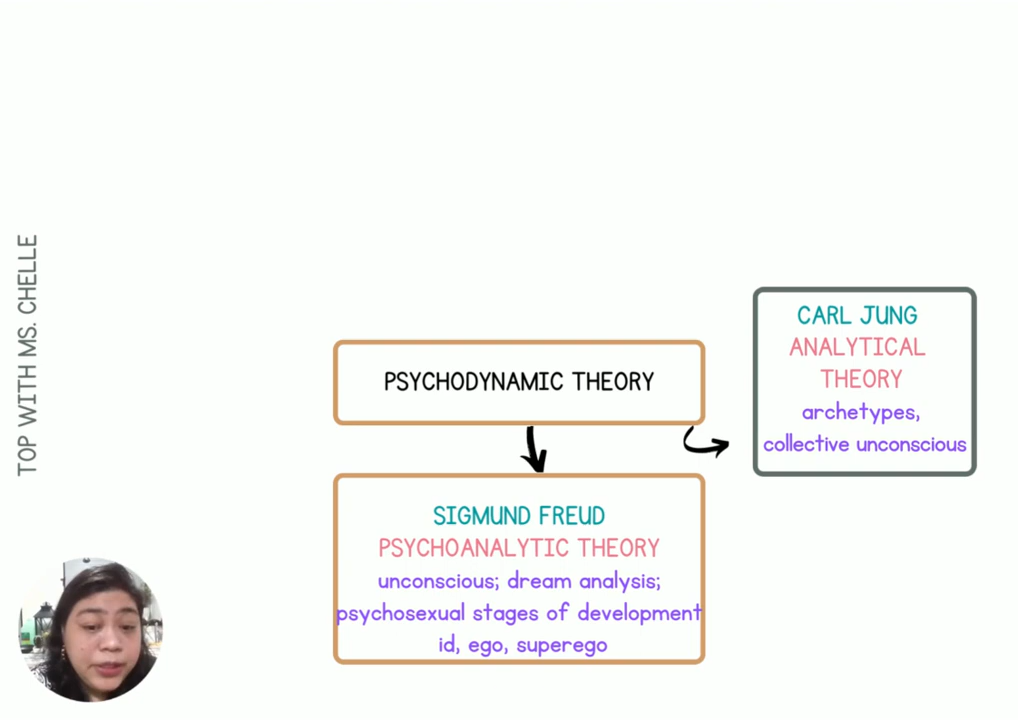 TOP WITH MS. CHELLE
PSYCHODYNAMIC THEORY
CARL JUNG
ANALYTICAL
THEORY
archetypes,
collective unconscious
SIGMUND FREUD
PSYCHOANALYTIC THEORY
unconscious; dream analysis;
psychosexual stages of development
id, ego, superego